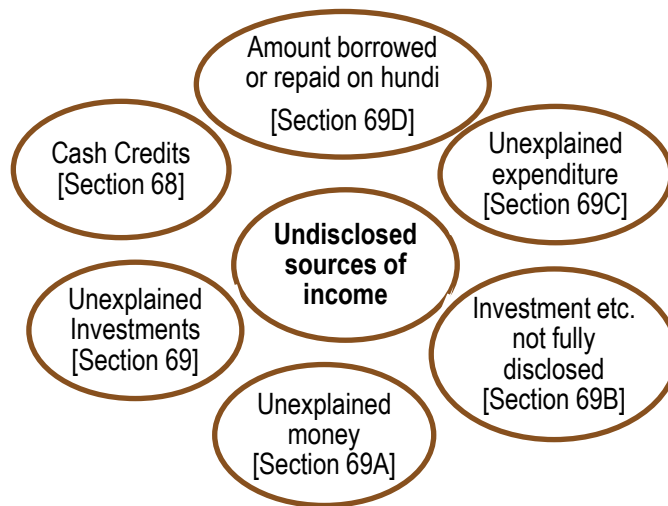 Amount borrowed
or repaid on hundi
[Section 69D]
Cash Credits
[Section 68]
Unexplained
expenditure
[Section 69C]
Undisclosed
sources of
income
Unexplained
Investments
[Section 69]
Investment etc.
not fully
disclosed
[Section 69B]
Unexplained
money
[Section 69A]